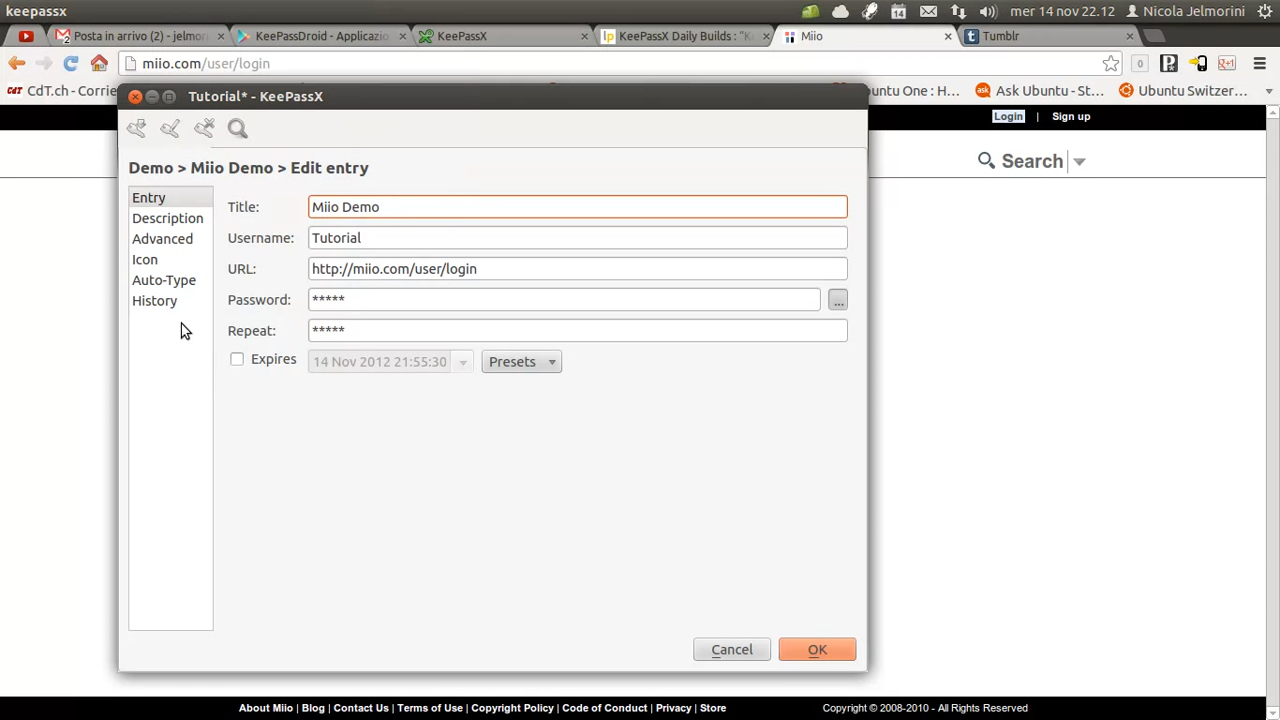 keepassx
mer 14 nov 22.12
Nicola Jelmorini
Posta in arrivo (2) - jelmor
KeePassDroid - Applicazio
KeePassX
KeePassX Daily Builds : "Ke
Miio
Tumblr
miio.com/user/login
0
CdT.ch - Corrie
Ubuntu One : H...
Ask Ubuntu - St...
Ubuntu Switzer...
Login | Sign up
Search
Tutorial* - KeePassX
Demo > Miio Demo > Edit entry
Entry
Description
Advanced
Icon
Auto-Type
History
Title: Miio Demo
Username: Tutorial
URL: http://miio.com/user/login
Password: *****
...
Repeat: *****
Expires 14 Nov 2012 21:55:30 Presets
Cancel OK
About Miio | Blog | Contact Us | Terms of Use | Copyright Policy | Code of Conduct | Privacy | Store
Copyright © 2008-2010 - All Rights Reserved